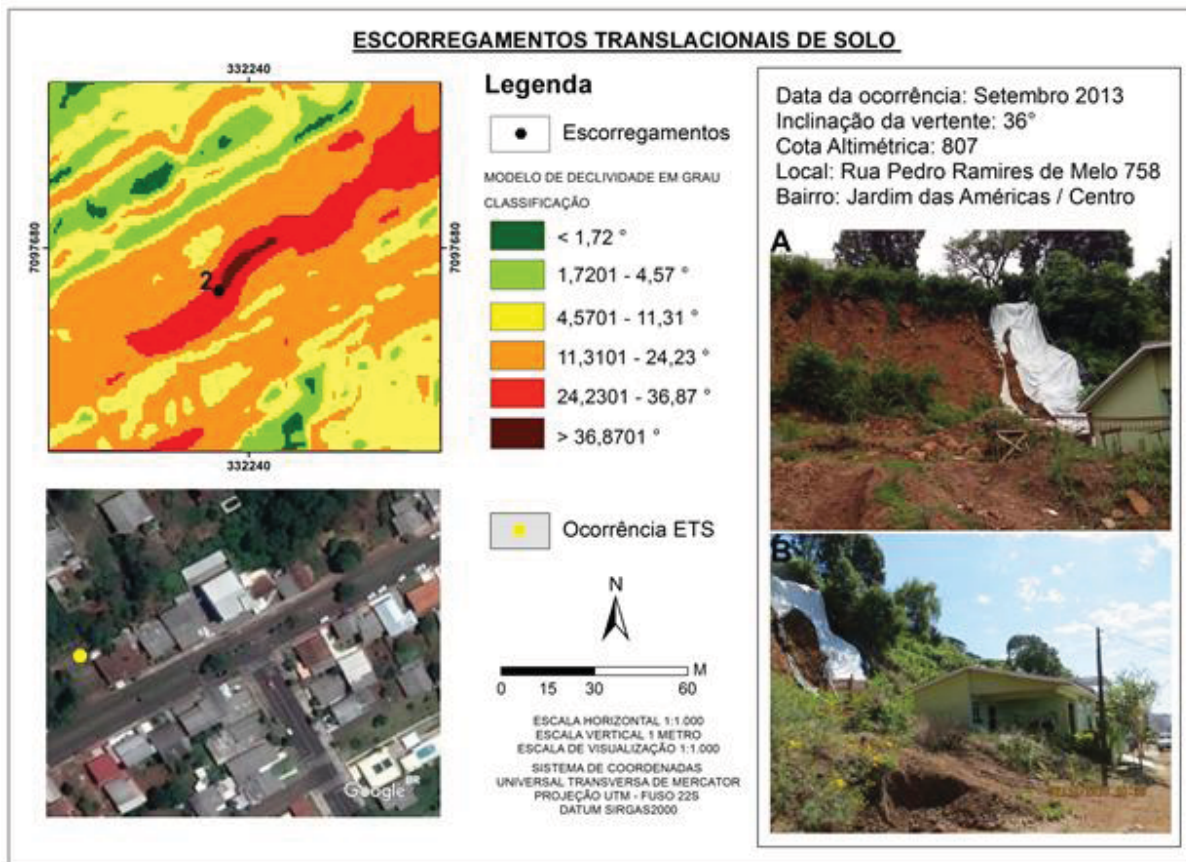 ESCORREGAMENTOS TRANSLACIONAIS DE SOLO
332240
7097680
7097680
2
332240
Legenda
Escorregamentos
MODELO DE DECLIVIDADE EM GRAU
CLASSIFICAÇÃO
< 1,72 °
1,7201 - 4,57 °
4,5701 - 11,31 °
11,3101 - 24,23 °
24,2301 - 36,87 °
> 36,8701 °
Ocorrência ETS
N
M
0 15 30 60
ESCALA HORIZONTAL 1:1.000
ESCALA VERTICAL 1 METRO
ESCALA DE VISUALIZAÇÃO 1:1.000
SISTEMA DE COORDENADAS
UNIVERSAL TRANSVERSA DE MERCATOR
PROJEÇÃO UTM - FUSO 22S
DATUM SIRGAS2000
Google
Data da ocorrência: Setembro 2013
Inclinação da vertente: 36°
Cota Altimétrica: 807
Local: Rua Pedro Ramires de Melo 758
Bairro: Jardim das Américas / Centro
A
B